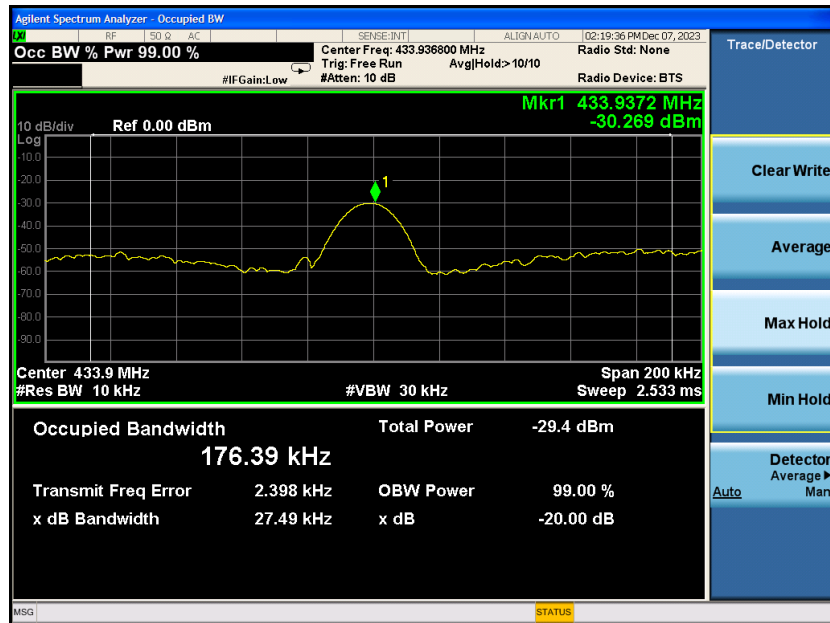 Agilent Spectrum Analyzer - Occupied BW
LXI RF 50 Ω AC SENSE:INT ALIGN AUTO 02:19:36 PM Dec 07, 2023
Occ BW % Pwr 99.00 % Center Freq: 433.936800 MHz Radio Std: None
Trig: Free Run Avg|Hold:>10/10
#IFGain:Low #Atten: 10 dB Radio Device: BTS
Mkr1 433.9372 MHz
-30.269 dBm
10 dB/div Ref 0.00 dBm
Log
-10.0
-20.0
1
-30.0
-40.0
-50.0
-60.0
-70.0
-80.0
-90.0
Center 433.9 MHz Span 200 kHz
#Res BW 10 kHz #VBW 30 kHz Sweep 2.533 ms
Occupied Bandwidth Total Power -29.4 dBm
176.39 kHz
Transmit Freq Error 2.398 kHz OBW Power 99.00 %
x dB Bandwidth 27.49 kHz x dB -20.00 dB
MSG STATUS
Trace/Detector
Clear Write
Average
Max Hold
Min Hold
Detector
Average
Auto Man